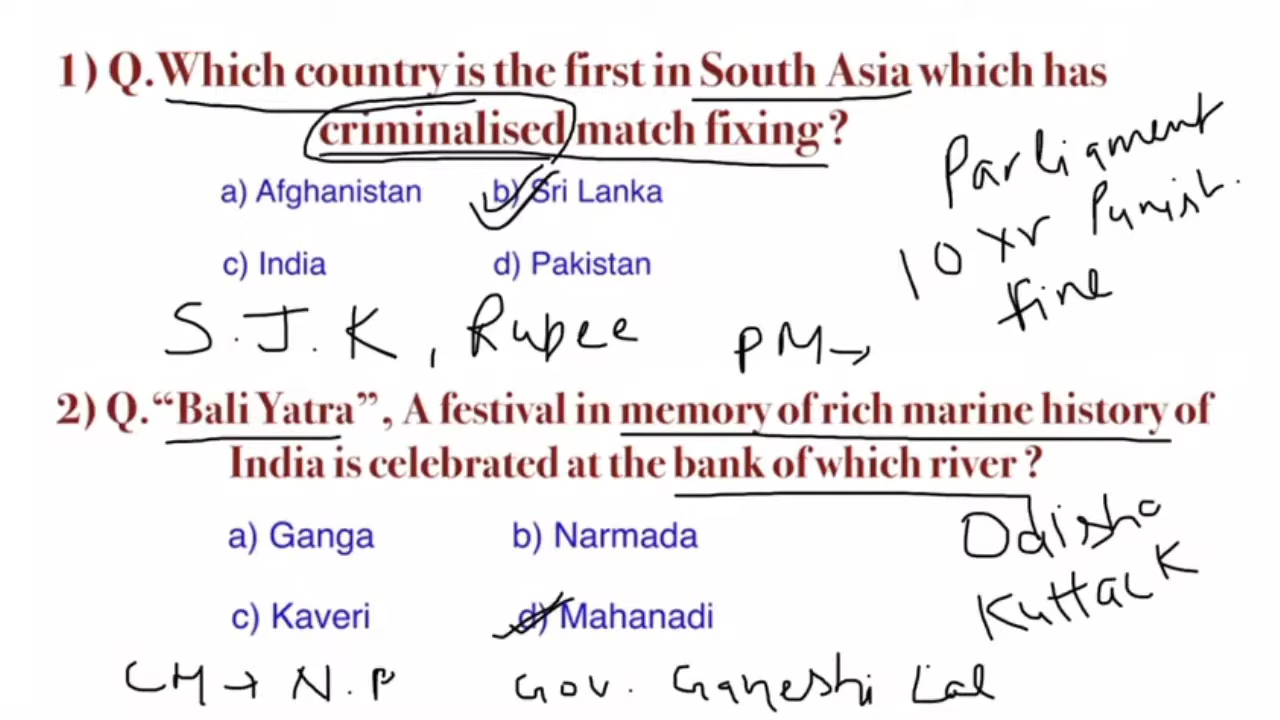 1) Q. Which country is the first in South Asia which has
criminalised match fixing ?
a) Afghanistan b) Sri Lanka
c) India d) Pakistan
Parliament
10 yr Punish.
fine
S.J.K, Rupee PM→
2) Q. “Bali Yatra”, A festival in memory of rich marine history of
India is celebrated at the bank of which river ?
a) Ganga b) Narmada
c) Kaveri d) Mahanadi
Odisha
Kuttack
CM → N.P Gov. Ganeshi Lal